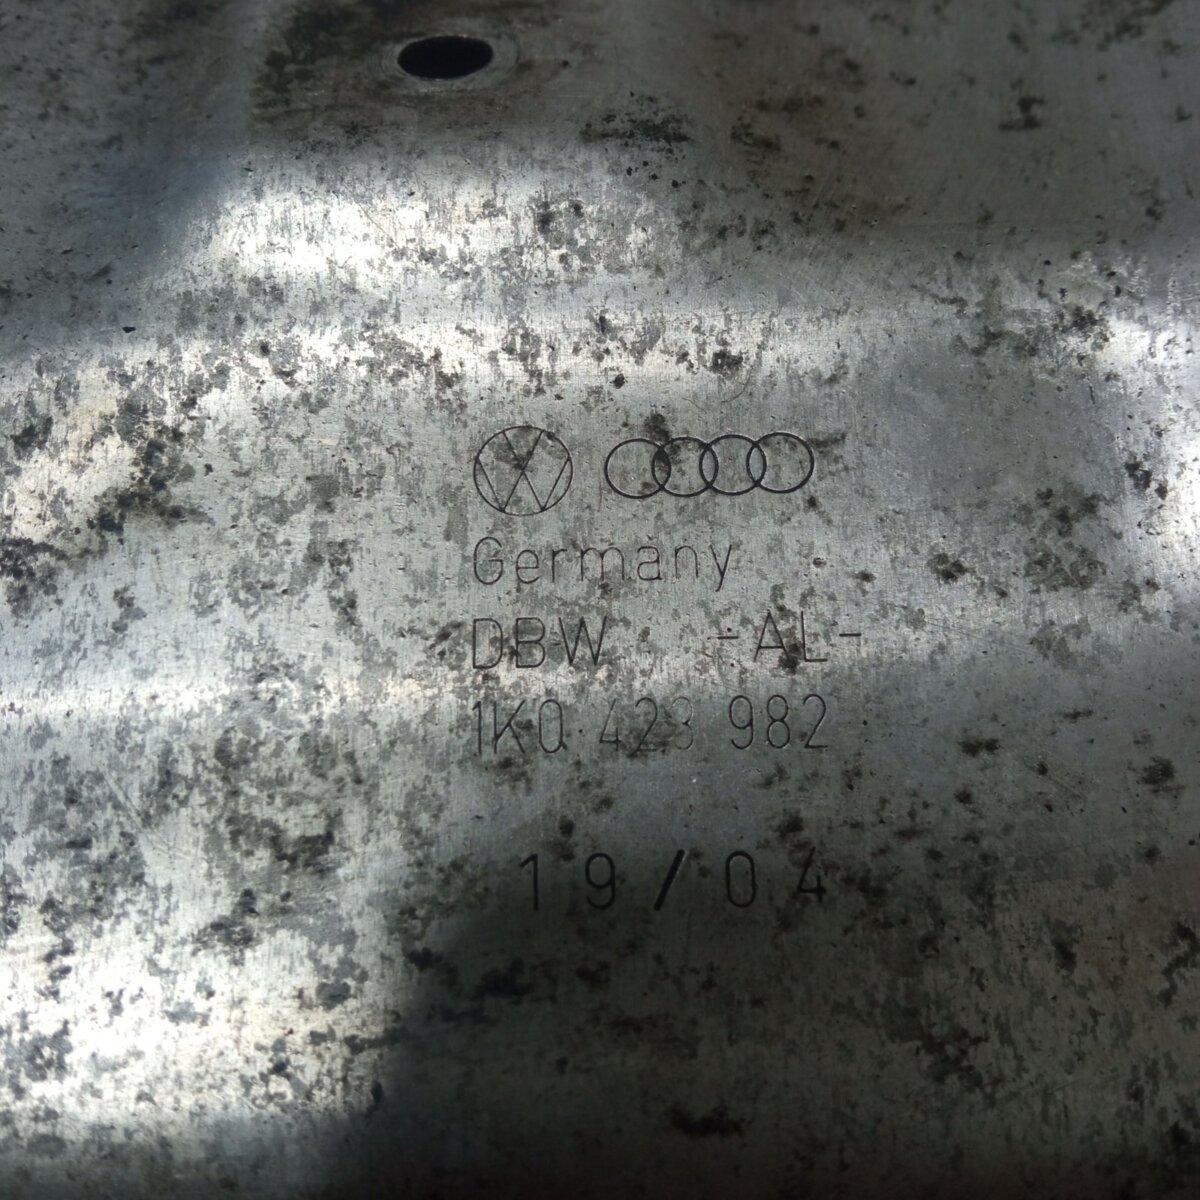 Germany
DBW -AL-
1K0 423 982
19/04